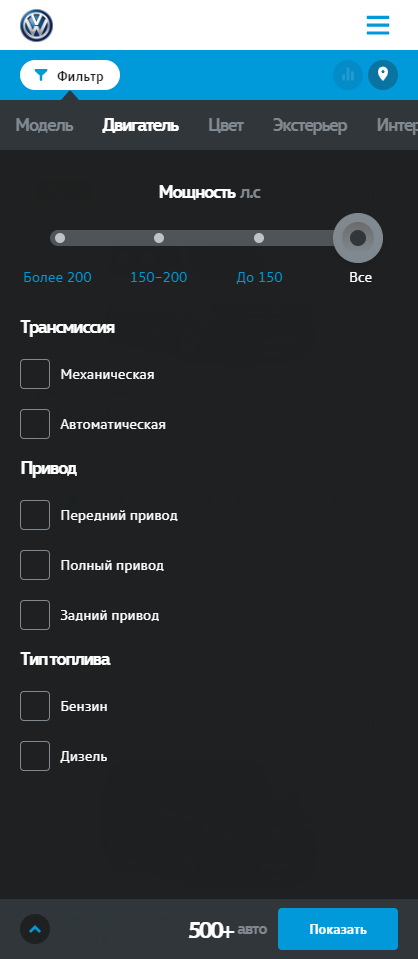 Фильтр
Модель Двигатель Цвет Экстерьер Интер
Мощность л.с
Более 200 150–200 До 150 Все
Трансмиссия
Механическая
Автоматическая
Привод
Передний привод
Полный привод
Задний привод
Тип топлива
Бензин
Дизель
500+ авто Показать